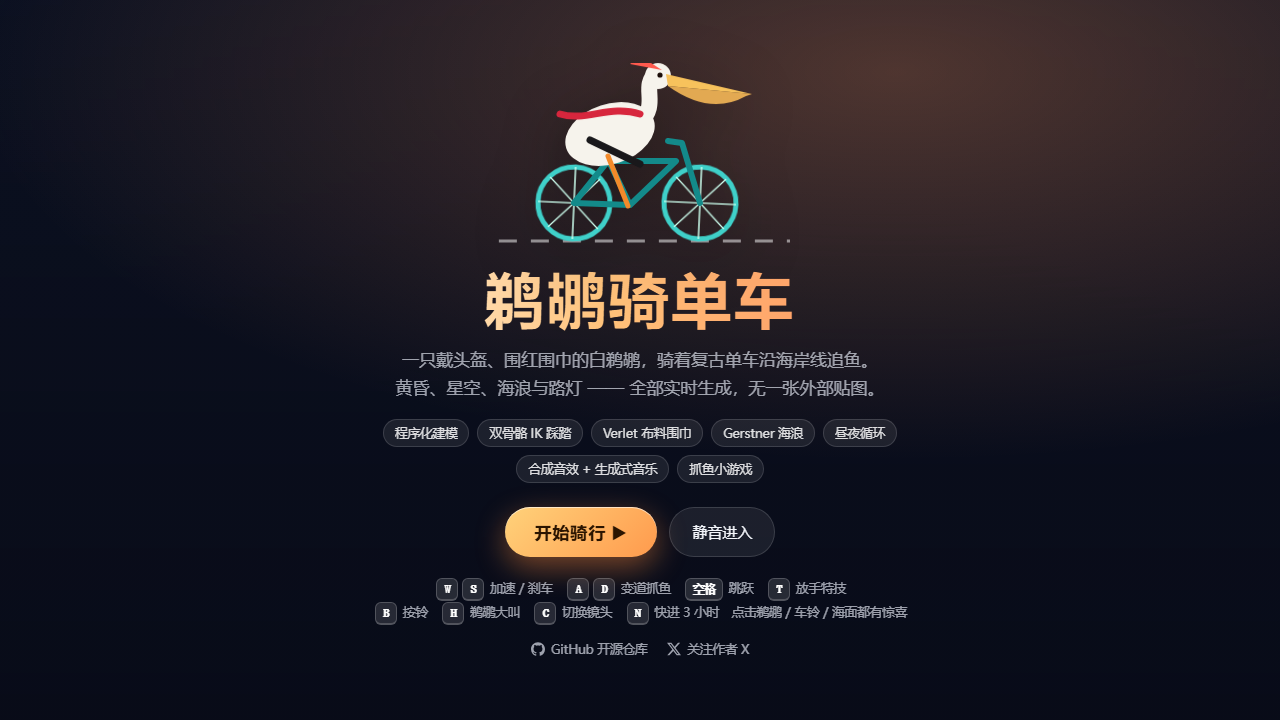 鹈鹕骑单车
一只戴头盔、围红围巾的白鹈鹕，骑着复古单车沿海岸线追鱼。
黄昏、星空、海浪与路灯 —— 全部实时生成，无一张外部贴图。
程序化建模 双骨骼 IK 踩踏 Verlet 布料围巾 Gerstner 海浪 昼夜循环
合成音效 + 生成式音乐 抓鱼小游戏
开始骑行 ▶ 静音进入
W S 加速 / 刹车 A D 变道抓鱼 空格 跳跃 T 放手特技
B 按铃 H 鹈鹕大叫 C 切换镜头 N 快进 3 小时 点击鹈鹕 / 车铃 / 海面都有惊喜
GitHub 开源仓库 关注作者 X